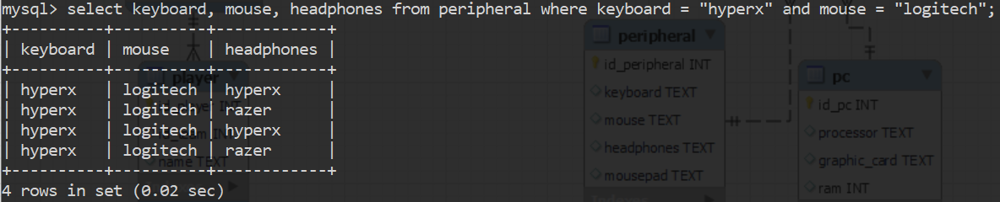 mysql> select keyboard, mouse, headphones from peripheral where keyboard = "hyperx" and mouse = "logitech";
+----------+----------+------------+
| keyboard | mouse    | headphones |
+----------+----------+------------+
| hyperx   | logitech | hyperx     |
| hyperx   | logitech | razer      |
| hyperx   | logitech | hyperx     |
| hyperx   | logitech | razer      |
+----------+----------+------------+
4 rows in set (0.02 sec)
player
name TEXT
peripheral
id_peripheral INT
keyboard TEXT
mouse TEXT
headphones TEXT
mousepad TEXT
Indexes
pc
id_pc INT
processor TEXT
graphic_card TEXT
ram INT